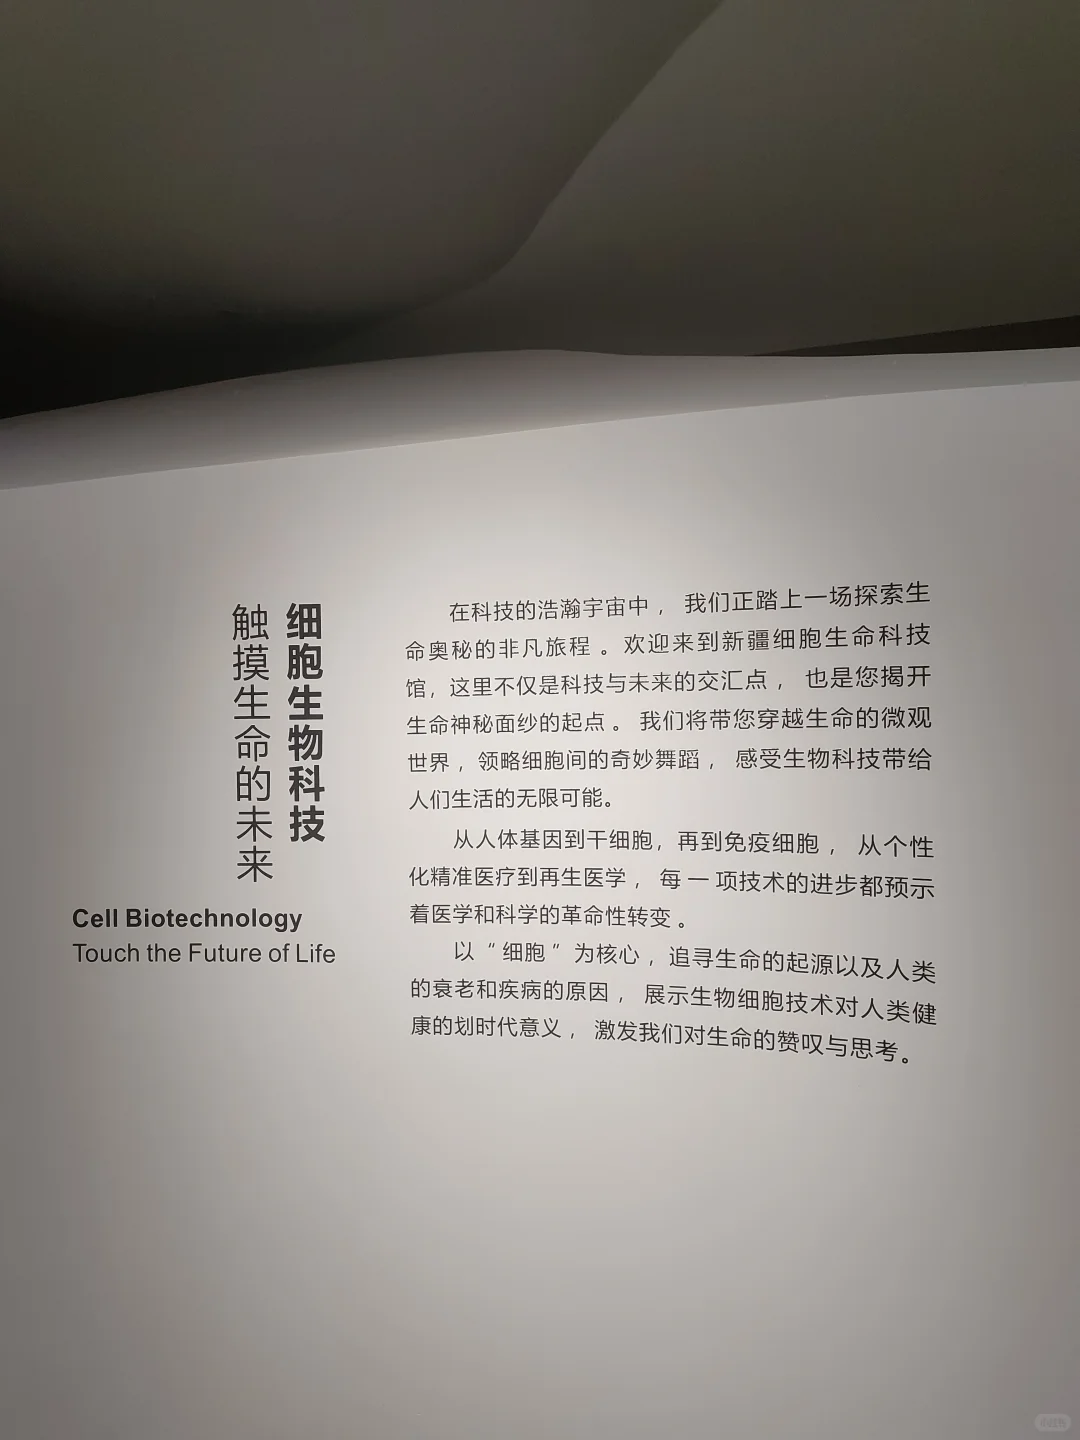 细胞生物科技
触摸生命的未来
Cell Biotechnology
Touch the Future of Life
在科技的浩瀚宇宙中，我们正踏上一场探索生
命奥秘的非凡旅程。欢迎来到新疆细胞生命科技
馆，这里不仅是科技与未来的交汇点，也是您揭开
生命神秘面纱的起点。我们将带您穿越生命的微观
世界，领略细胞间的奇妙舞蹈，感受生物科技带给
人们生活的无限可能。
从人体基因到干细胞，再到免疫细胞，从个性
化精准医疗到再生医学，每一项技术的进步都预示
着医学和科学的革命性转变。
以“细胞”为核心，追寻生命的起源以及人类
的衰老和疾病的原因，展示生物细胞技术对人类健
康的划时代意义，激发我们对生命的赞叹与思考。